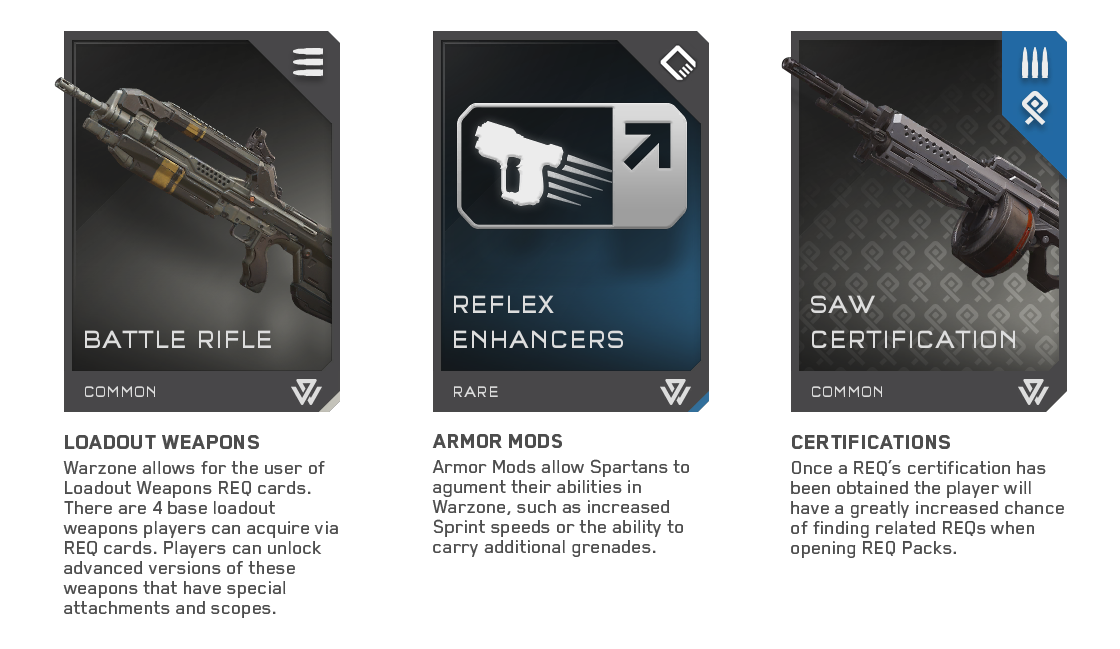 BATTLE RIFLE
COMMON
LOADOUT WEAPONS
Warzone allows for the user of
Loadout Weapons REQ cards.
There are 4 base loadout
weapons players can acquire via
REQ cards. Players can unlock
advanced versions of these
weapons that have special
attachments and scopes.
REFLEX
ENHANCERS
RARE
ARMOR MODS
Armor Mods allow Spartans to
agument their abilities in
Warzone, such as increased
Sprint speeds or the ability to
carry additional grenades.
SAW
CERTIFICATION
COMMON
CERTIFICATIONS
Once a REQ's certification has
been obtained the player will
have a greatly increased chance
of finding related REQs when
opening REQ Packs.